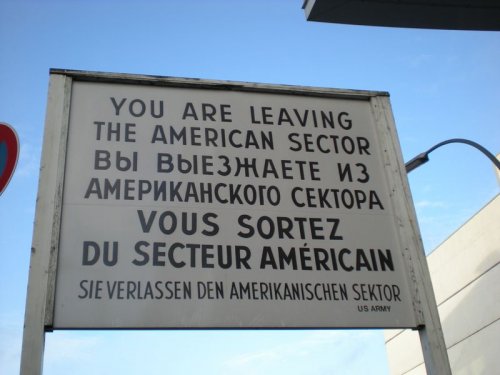 YOU ARE LEAVING
THE AMERICAN SECTOR
ВЫ ВЫЕЗЖАЕТЕ ИЗ
АМЕРИКАНСКОГО СЕКТОРА
VOUS SORTEZ
DU SECTEUR AMÉRICAIN
SIE VERLASSEN DEN AMERIKANISCHEN SEKTOR
US ARMY